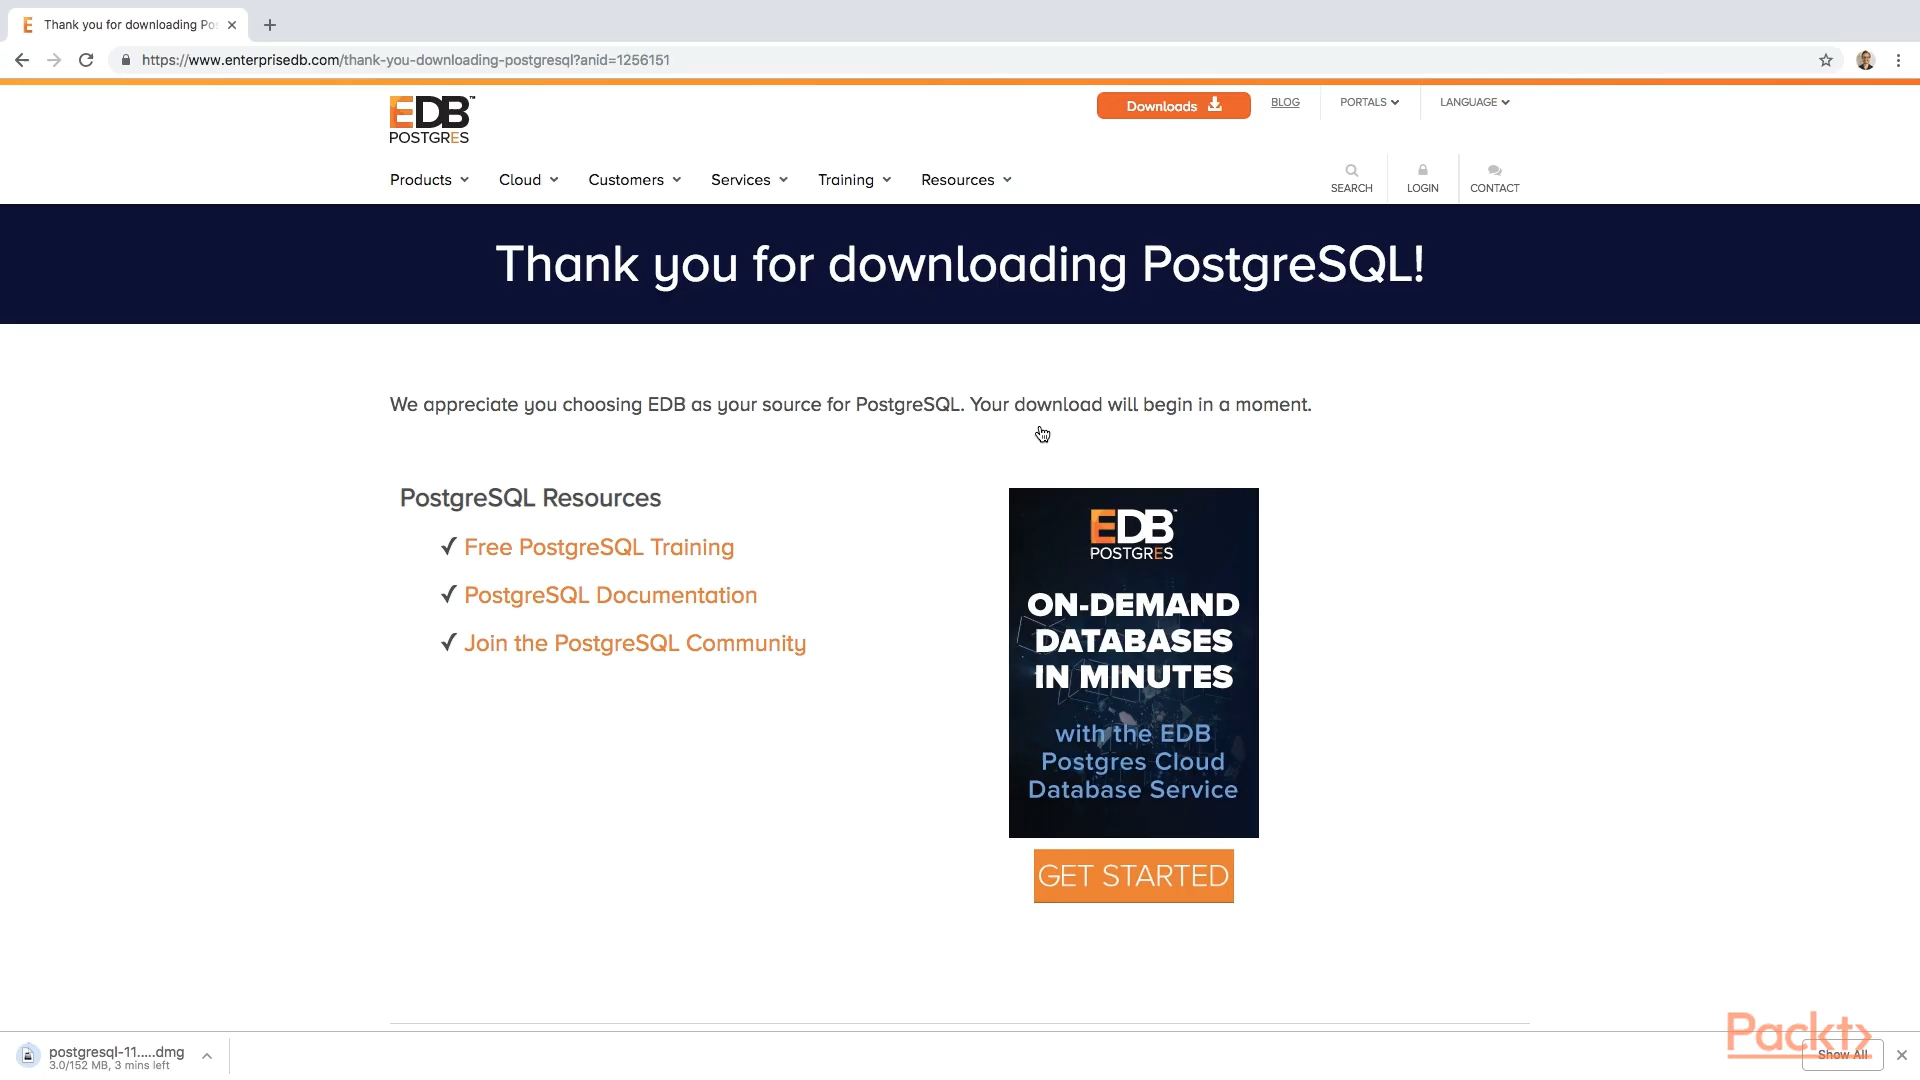 Thank you for downloading Pos
https://www.enterprisedb.com/thank-you-downloading-postgresql?anid=1256151
EDB™
POSTGRES
Downloads
BLOG
PORTALS
LANGUAGE
Products
Cloud
Customers
Services
Training
Resources
SEARCH
LOGIN
CONTACT
Thank you for downloading PostgreSQL!
We appreciate you choosing EDB as your source for PostgreSQL. Your download will begin in a moment.
PostgreSQL Resources
✓ Free PostgreSQL Training
✓ PostgreSQL Documentation
✓ Join the PostgreSQL Community
EDB™
POSTGRES
ON-DEMAND
DATABASES
IN MINUTES
with the EDB
Postgres Cloud
Database Service
GET STARTED
postgresql-11.....dmg
3.0/152 MB, 3 mins left
Packt>
Show All